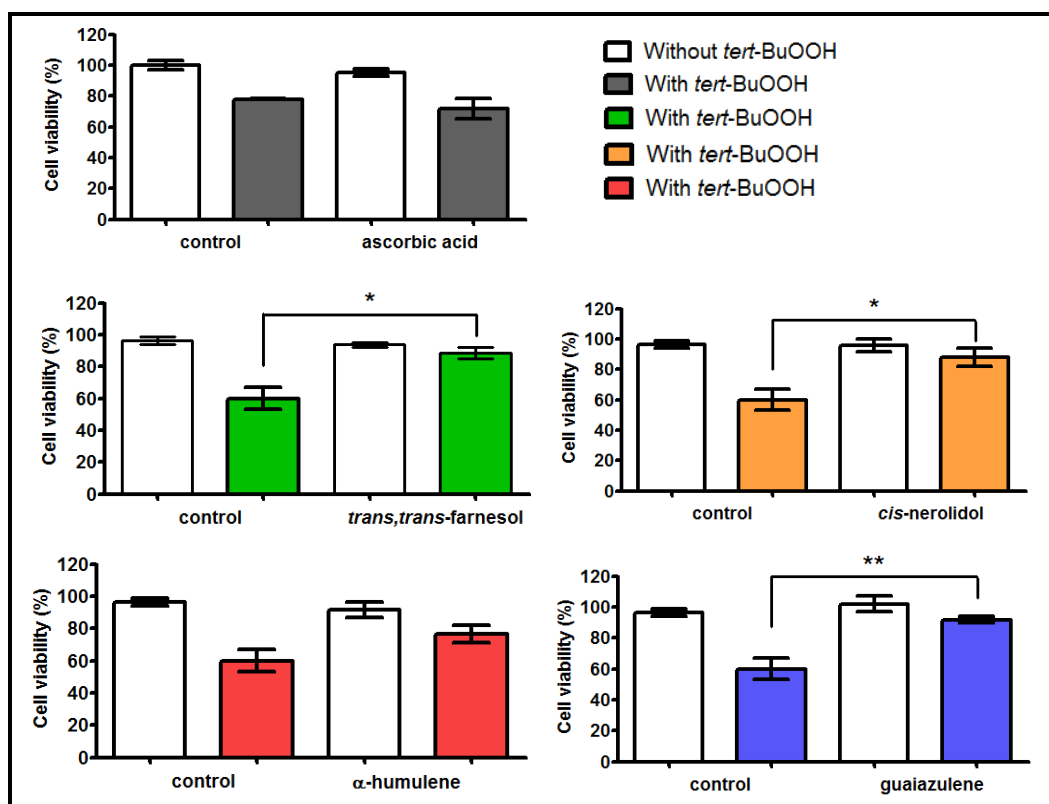 120
100
80
60
40
20
0
Cell viability (%)
control ascorbic acid
Without tert-BuOOH
With tert-BuOOH
With tert-BuOOH
With tert-BuOOH
With tert-BuOOH
*
120
100
80
60
40
20
0
Cell viability (%)
control trans,trans-farnesol
*
120
100
80
60
40
20
0
Cell viability (%)
control cis-nerolidol
120
100
80
60
40
20
0
Cell viability (%)
control α-humulene
**
120
100
80
60
40
20
0
Cell viability (%)
control guaiazulene